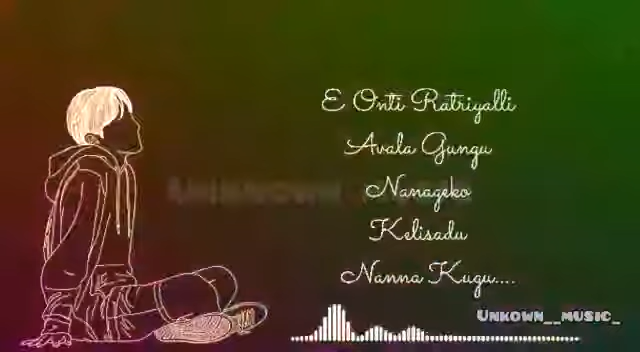 E Onti Ratriyalli
Avala Gungu
Nanageko
Kelisadu
Nanna Kugu....
Unkown__music_